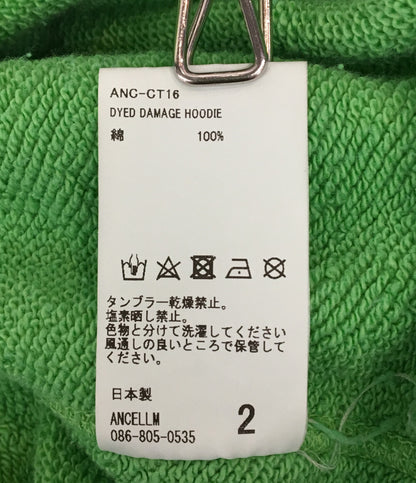 ANC-CT16
DYED DAMAGE HOODIE
綿 100%
タンブラー乾燥禁止。
塩素晒し禁止。
色物と分けて洗濯してください
風通しの良いところで保管して
ください。
日本製
ANCELLM
086-805-0535
2